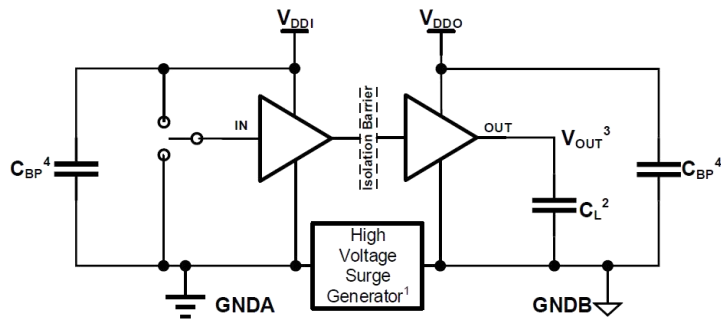 VDDI
VDDO
IN
Isolation Barrier
OUT
VOUT³
CBP⁴
CBP⁴
CL²
High
Voltage
Surge
Generator¹
GNDA
GNDB